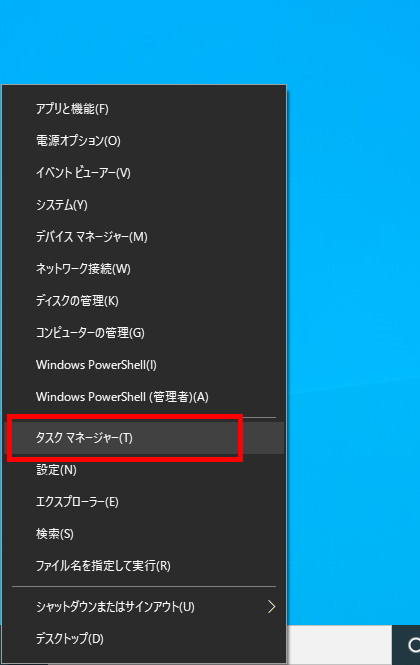 アプリと機能(F)
電源オプション(O)
イベント ビューアー(V)
システム(Y)
デバイス マネージャー(M)
ネットワーク接続(W)
ディスクの管理(K)
コンピューターの管理(G)
Windows PowerShell(I)
Windows PowerShell (管理者)(A)
タスク マネージャー(T)
設定(N)
エクスプローラー(E)
検索(S)
ファイル名を指定して実行(R)
シャットダウンまたはサインアウト(U)
デスクトップ(D)